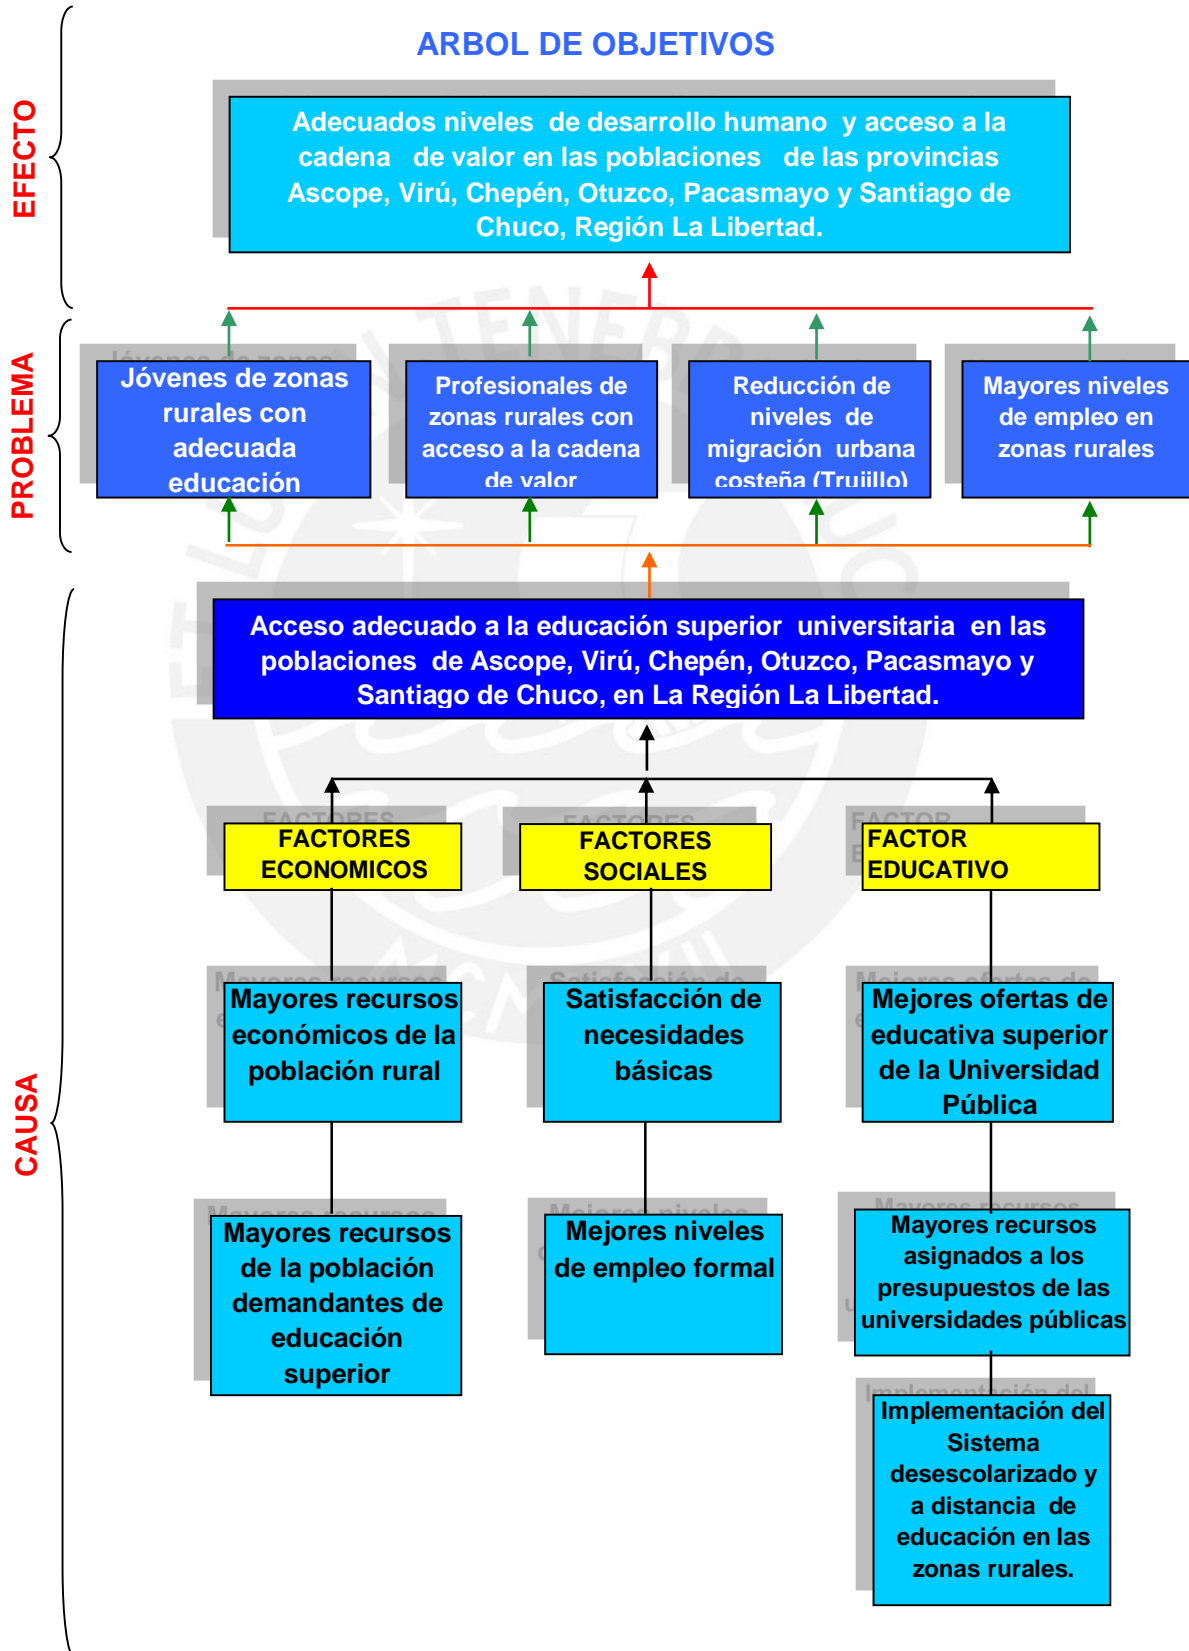 ARBOL DE OBJETIVOS
EFECTO
Adecuados niveles de desarrollo humano y acceso a la
cadena de valor en las poblaciones de las provincias
Ascope, Virú, Chepén, Otuzco, Pacasmayo y Santiago de
Chuco, Región La Libertad.
PROBLEMA
Jóvenes de zonas
rurales con
adecuada
educación
Profesionales de
zonas rurales con
acceso a la cadena
de valor
Reducción de
niveles de
migración urbana
costeña (Trujillo)
Mayores niveles
de empleo en
zonas rurales
Acceso adecuado a la educación superior universitaria en las
poblaciones de Ascope, Virú, Chepén, Otuzco, Pacasmayo y
Santiago de Chuco, en La Región La Libertad.
CAUSA
FACTORES
ECONOMICOS
FACTORES
SOCIALES
FACTOR
EDUCATIVO
Mayores recursos
económicos de la
población rural
Satisfacción de
necesidades
básicas
Mejores ofertas de
educativa superior
de la Universidad
Pública
Mayores recursos
de la población
demandantes de
educación
superior
Mejores niveles
de empleo formal
Mayores recursos
asignados a los
presupuestos de las
universidades públicas
Implementación del
Sistema
desescolarizado y
a distancia de
educación en las
zonas rurales.